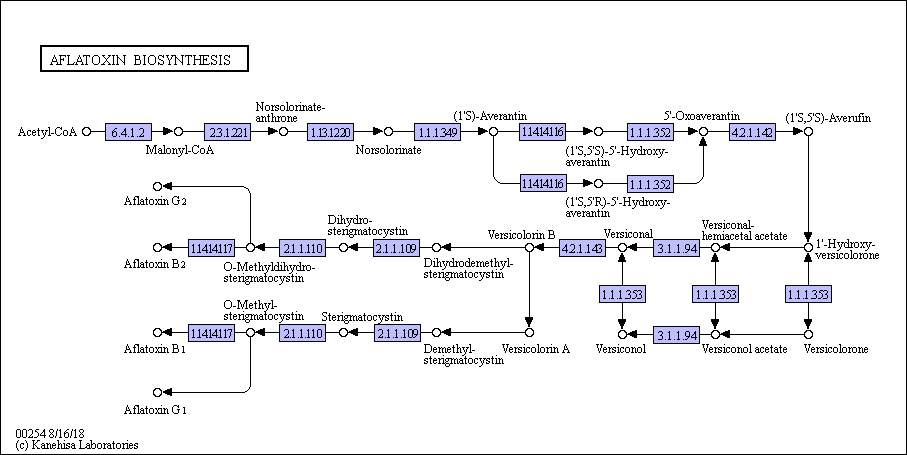 AFLATOXIN BIOSYNTHESIS
Norsolorinate-
anthrone
(1'S)-Averantin
5'-Oxoaverantin
(1'S,5'S)-Averufin
Acetyl-CoA
6.4.1.2
2.3.1.221
1.13.12.20
1.1.1.349
1.14.14.116
1.1.1.352
4.2.1.142
Malonyl-CoA
Norsolorinate
(1'S,5'S)-5'-Hydroxy-
averantin
1.14.14.116
1.1.1.352
(1'S,5'R)-5'-Hydroxy-
averantin
Aflatoxin G2
Dihydro-
sterigmatocystin
Versicolorin B
Versiconal
Versiconal-
hemiacetal acetate
Aflatoxin B2
1.14.14.117
2.1.1.110
2.1.1.109
4.2.1.143
3.1.1.94
1'-Hydroxy-
versicolorone
O-Methyldihydro-
sterigmatocystin
Dihydrodemethyl-
sterigmatocystin
1.1.1.353
1.1.1.353
1.1.1.353
O-Methyl-
sterigmatocystin
Sterigmatocystin
1.14.14.117
2.1.1.110
2.1.1.109
3.1.1.94
Aflatoxin B1
Demethyl-
sterigmatocystin
Versicolorin A
Versiconol
Versiconol acetate
Versicolorone
Aflatoxin G1
00254 8/16/18
(c) Kanehisa Laboratories